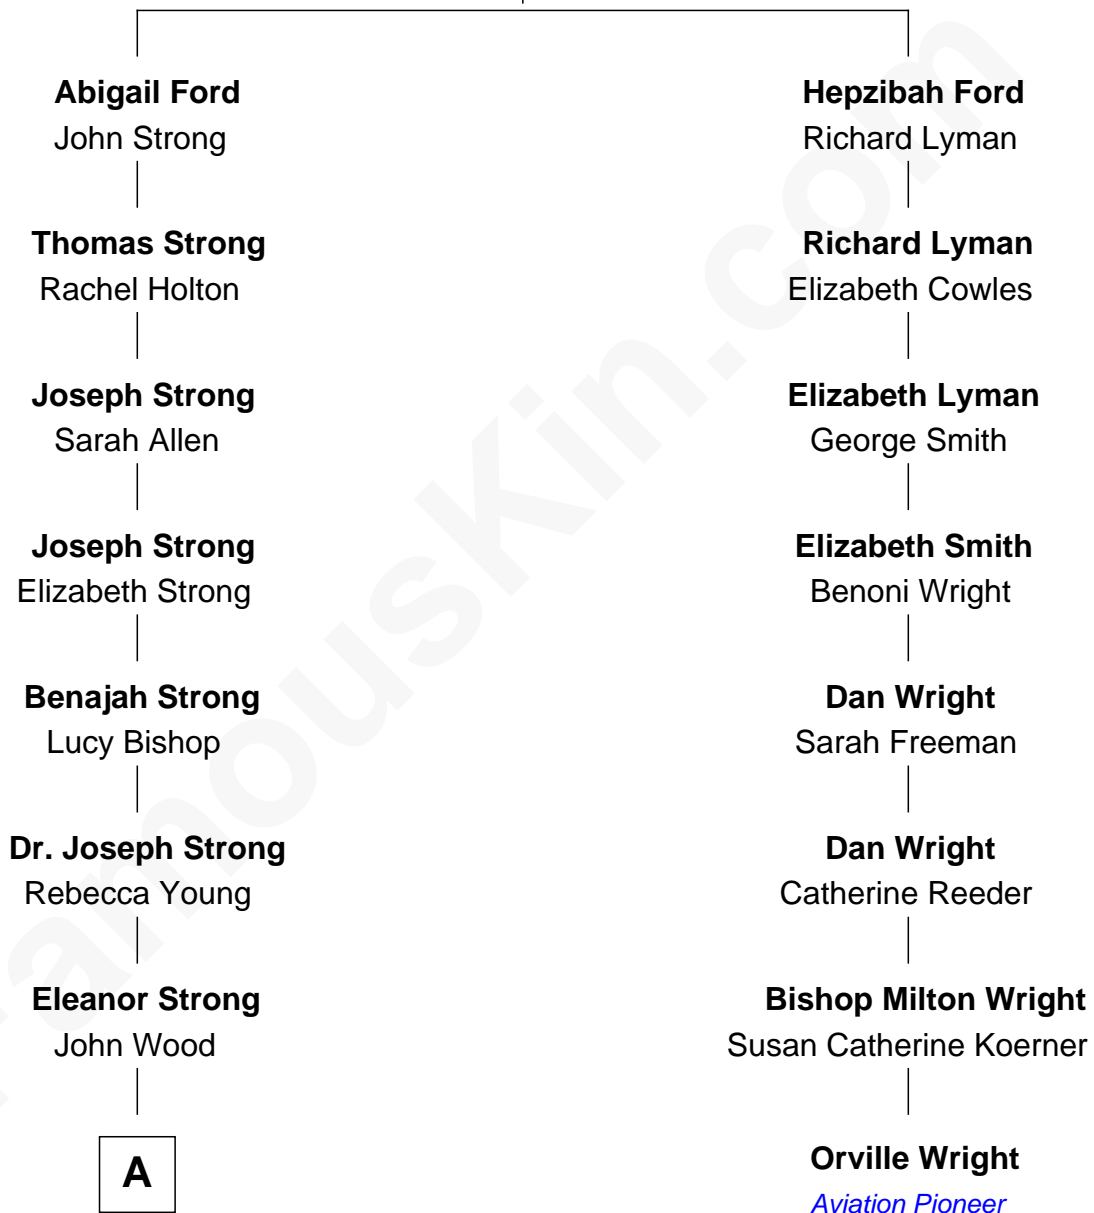 Abigail Ford
John Strong
Hepzibah Ford
Richard Lyman
Thomas Strong
Rachel Holton
Richard Lyman
Elizabeth Cowles
Joseph Strong
Sarah Allen
Elizabeth Lyman
George Smith
Joseph Strong
Elizabeth Strong
Elizabeth Smith
Benoni Wright
Benajah Strong
Lucy Bishop
Dan Wright
Sarah Freeman
Dr. Joseph Strong
Rebecca Young
Dan Wright
Catherine Reeder
Eleanor Strong
John Wood
Bishop Milton Wright
Susan Catherine Koerner
A
Orville Wright
Aviation Pioneer
FamousKin.com